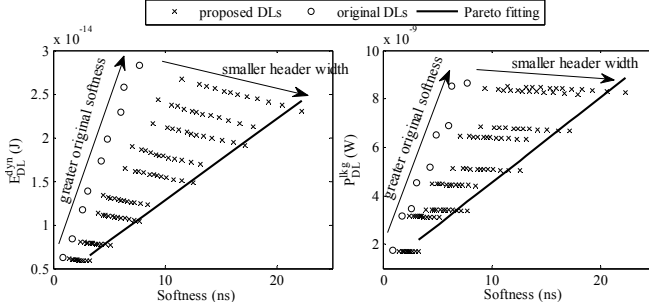 × proposed DLs ○ original DLs — Pareto fitting
3 x 10^-14
2.5
2
1.5
1
0.5
0 10 20
E_DL^dyn (J)
Softness (ns)
greater original softness
smaller header width
10 x 10^-9
8
6
4
2
0 10 20
P_DL^lkg (W)
Softness (ns)
greater original softness
smaller header width